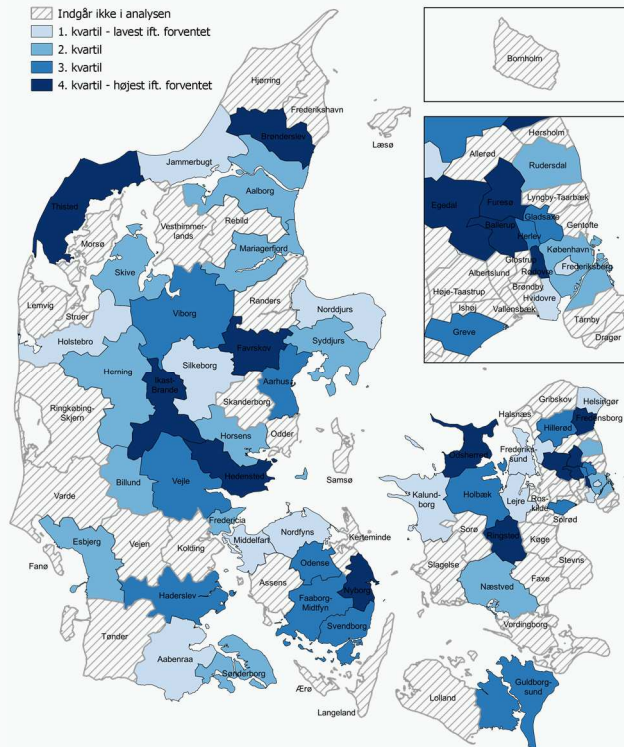 Indgår ikke i analysen
1. kvartil - lavest ift. forventet
2. kvartil
3. kvartil
4. kvartil - højest ift. forventet
Hjørring
Frederikshavn
Læsø
Brønderslev
Jammerbugt
Aalborg
Thisted
Vesthimmer-
lands
Rebild
Morsø
Mariagerfjord
Skive
Lemvig
Struer
Viborg
Randers
Norddjurs
Holstebro
Favrskov
Syddjurs
Silkeborg
Herning
Ikast-
Brande
Aarhus
Skanderborg
Ringkøbing-
Skjern
Horsens
Odder
Samsø
Hedensted
Billund
Vejle
Varde
Fredericia
Esbjerg
Vejen
Kolding
Middelfart
Nordfyns
Kerteminde
Fanø
Odense
Assens
Nyborg
Haderslev
Faaborg-
Midtfyn
Svendborg
Tønder
Aabenraa
Sønderborg
Ærø
Langeland
Bornholm
Hørsholm
Allerød
Rudersdal
Egedal
Furesø
Lyngby-Taarbæk
Gladsaxe
Gentofte
Ballerup
Herlev
København
Glostrup
Rødovre
Frederiksberg
Albertslund
Høje-Taastrup
Brøndby
Hvidovre
Ishøj
Vallensbæk
Tårnby
Greve
Dragør
Gribskov
Helsingør
Halsnæs
Fredensborg
Hillerød
Odsherred
Frederiks-
sund
Kalund-
borg
Holbæk
Lejre
Ros-
kilde
Solrød
Sorø
Ringsted
Køge
Slagelse
Stevns
Faxe
Næstved
Vordingborg
Lolland
Guldborg-
sund